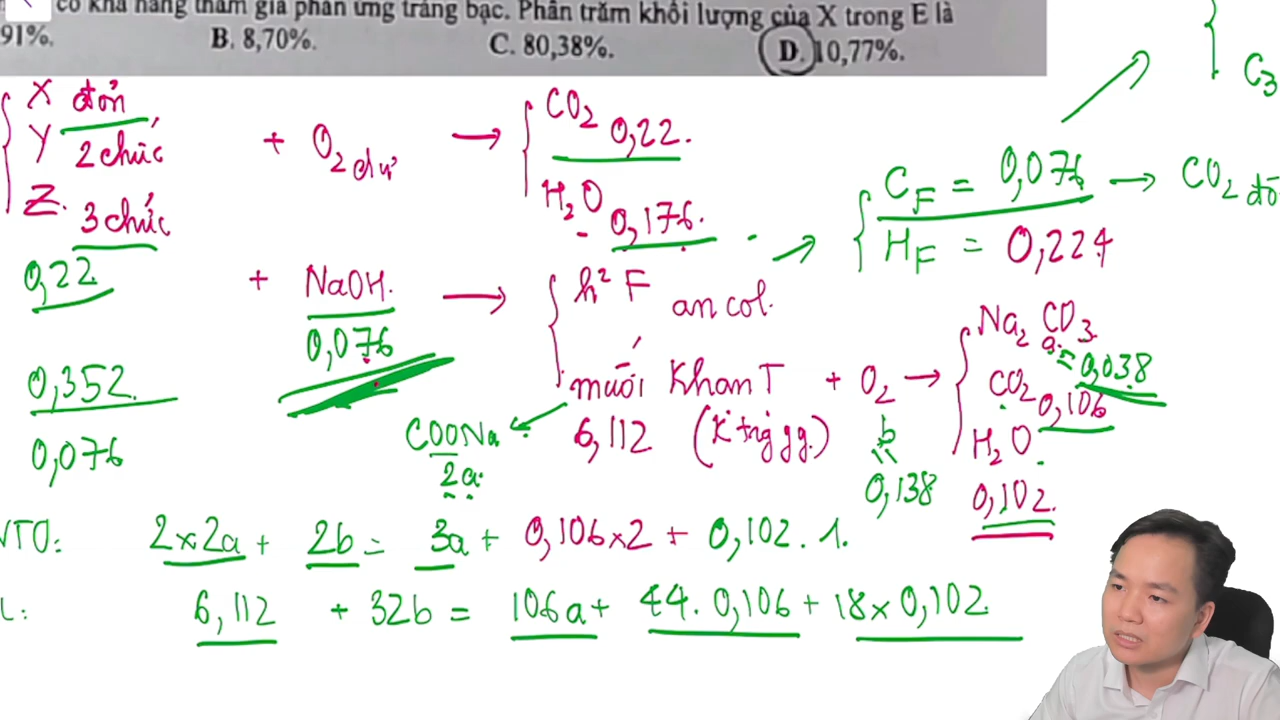 có khả năng tham gia phản ứng tráng bạc. Phần trăm khối lượng của X trong E là
91%. B. 8,70%. C. 80,38%. D. 10,77%.
C3
X đơn
Y 2 chức
Z. 3 chức
+ O2 dư → CO2 0,22.
H2O 0,176.
CF = 0,076 → CO2
HF = 0,224
0,22 + NaOH. → h² F ancol.
0,076
0,352
0,076
muối Khan T + O2 → Na2CO3
a = 0,038
CO2 0,106
H2O
0,102.
COONa
2a
6,112
b
0,138
2×2a + 2b = 3a + 0,106×2 + 0,102.1.
6,112 + 32b = 106a + 44.0,106 + 18×0,102